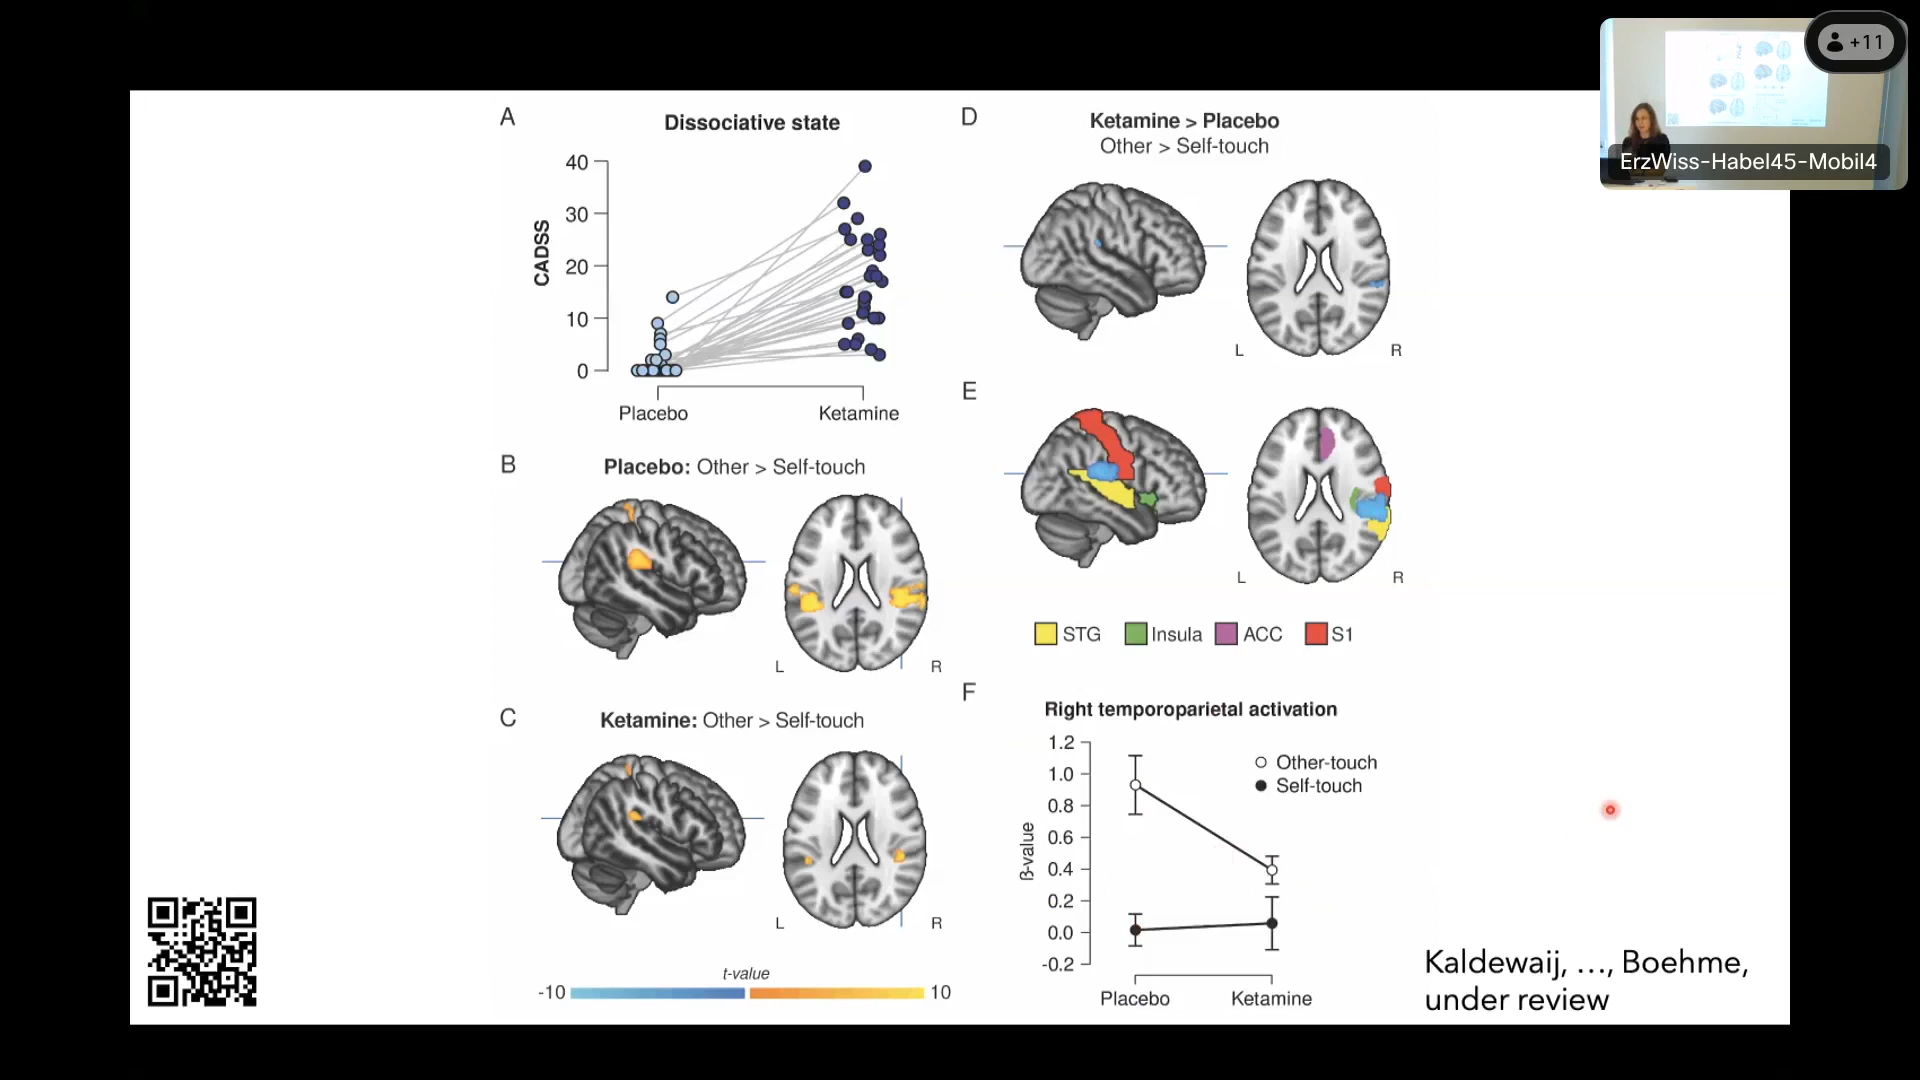 +11
ErzWiss-Habel45-Mobil4
A
Dissociative state
CADSS
40
30
20
10
0
Placebo
Ketamine
B
Placebo: Other > Self-touch
L
R
C
Ketamine: Other > Self-touch
L
R
t-value
-10
10
D
Ketamine > Placebo
Other > Self-touch
L
R
E
L
R
STG
Insula
ACC
S1
F
Right temporoparietal activation
ß-value
1.2
1.0
0.8
0.6
0.4
0.2
0.0
-0.2
Other-touch
Self-touch
Placebo
Ketamine
Kaldewaij, ..., Boehme,
under review